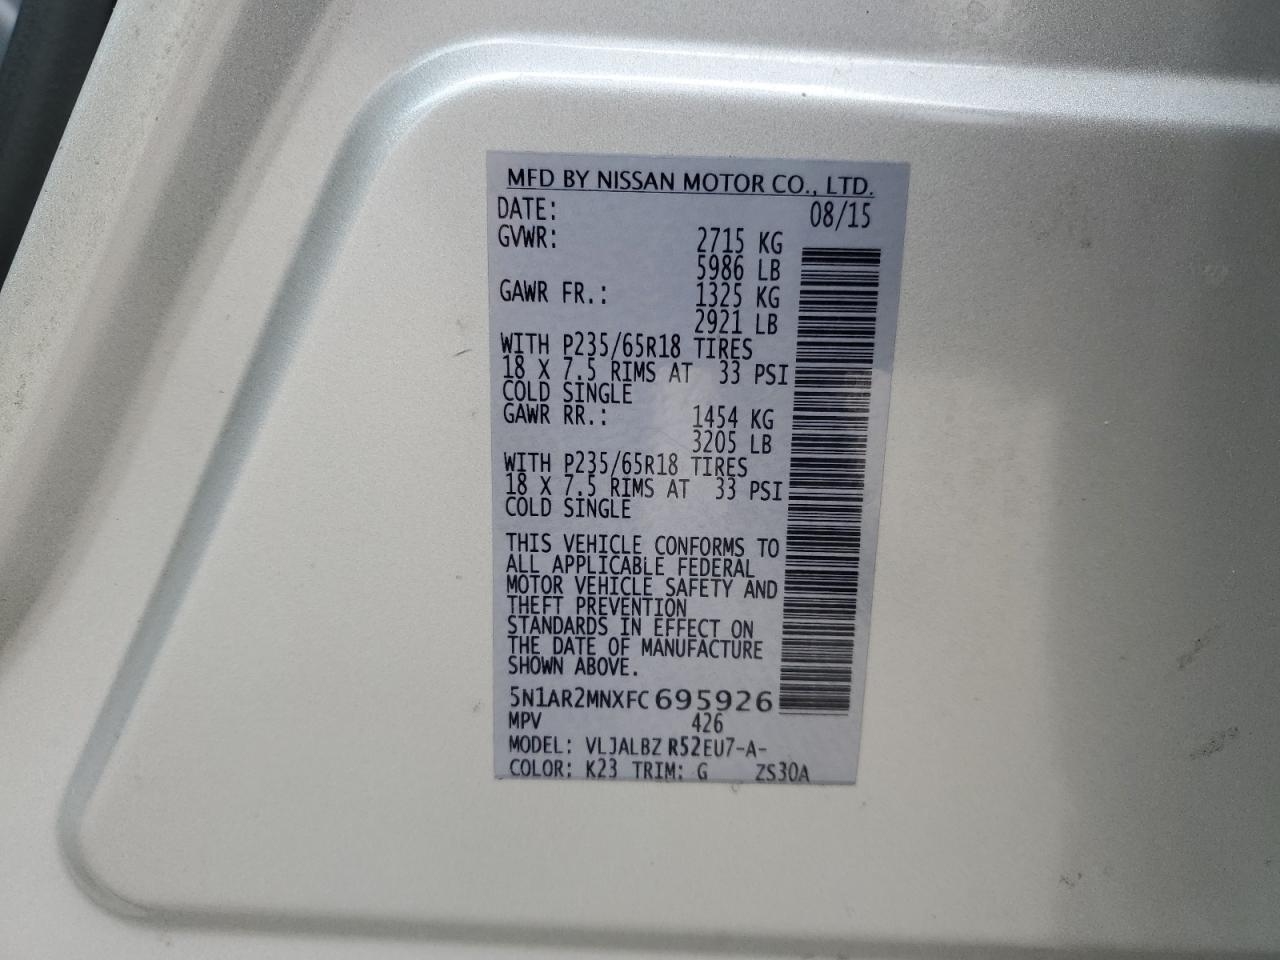 MFD BY NISSAN MOTOR CO., LTD.
DATE: 08/15
GVWR: 2715 KG
5986 LB
GAWR FR.: 1325 KG
2921 LB
WITH P235/65R18 TIRES
18 X 7.5 RIMS AT 33 PSI
COLD SINGLE
GAWR RR.: 1454 KG
3205 LB
WITH P235/65R18 TIRES
18 X 7.5 RIMS AT 33 PSI
COLD SINGLE
THIS VEHICLE CONFORMS TO
ALL APPLICABLE FEDERAL
MOTOR VEHICLE SAFETY AND
THEFT PREVENTION
STANDARDS IN EFFECT ON
THE DATE OF MANUFACTURE
SHOWN ABOVE.
5N1AR2MNXFC695926
MPV 426
MODEL: VLJALBZ R52EU7-A-
COLOR: K23 TRIM: G ZS30A